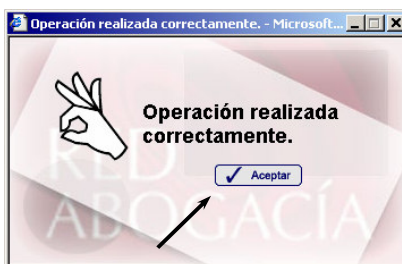 Operación realizada correctamente. - Microsoft...
Operación realizada
correctamente.
Aceptar
RED
ABOGACÍA